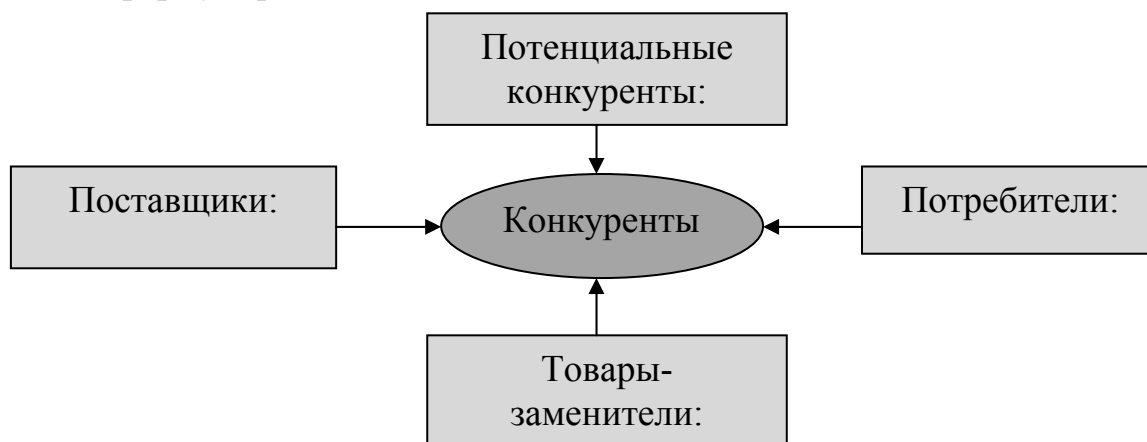 Потенциальные
конкуренты:
Поставщики:
Конкуренты
Потребители:
Товары-
заменители: